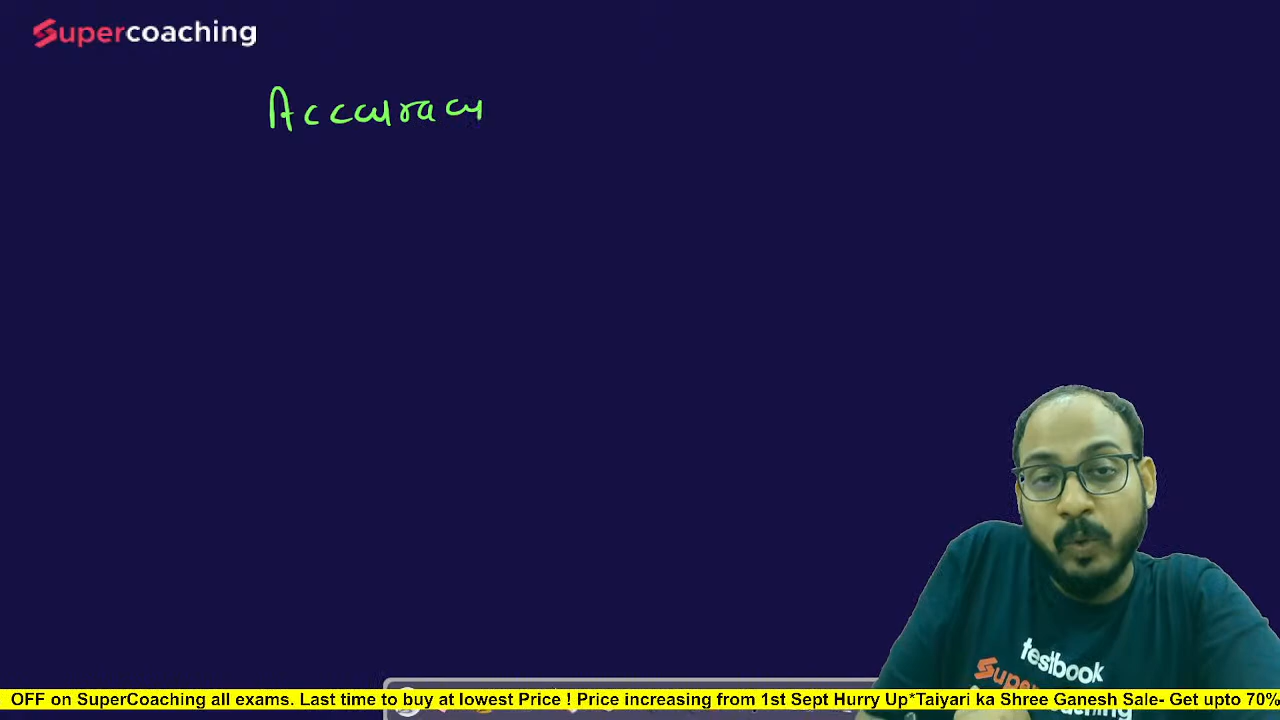 Supercoaching
Accuracy
testbook
Supercoaching
OFF on SuperCoaching all exams. Last time to buy at lowest Price ! Price increasing from 1st Sept Hurry Up*Taiyari ka Shree Ganesh Sale- Get upto 70%